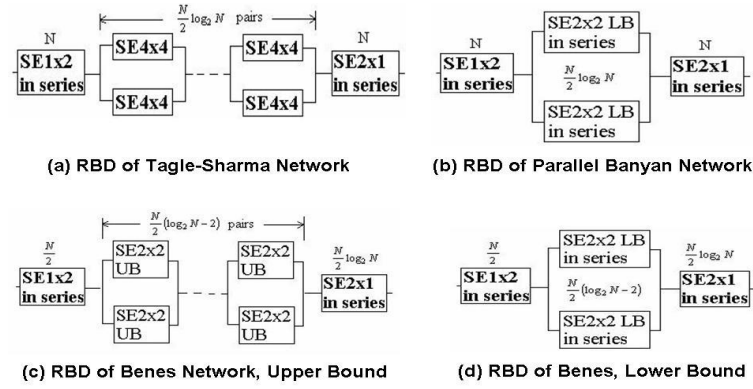 N/2 log₂ N pairs
N
SE1x2 in series
SE4x4
SE4x4
SE4x4
SE4x4
N
SE2x1 in series
(a) RBD of Tagle-Sharma Network
N
SE1x2 in series
SE2x2 LB in series
N/2 log₂ N
SE2x2 LB in series
N
SE2x1 in series
(b) RBD of Parallel Banyan Network
N/2 (log₂ N-2) pairs
N/2
SE1x2 in series
SE2x2 UB
SE2x2 UB
SE2x2 UB
SE2x2 UB
N/2 log₂ N
SE2x1 in series
(c) RBD of Benes Network, Upper Bound
N/2
SE1x2 in series
SE2x2 LB in series
N/2 (log₂ N-2)
SE2x2 LB in series
N/2 log₂ N
SE2x1 in series
(d) RBD of Benes, Lower Bound